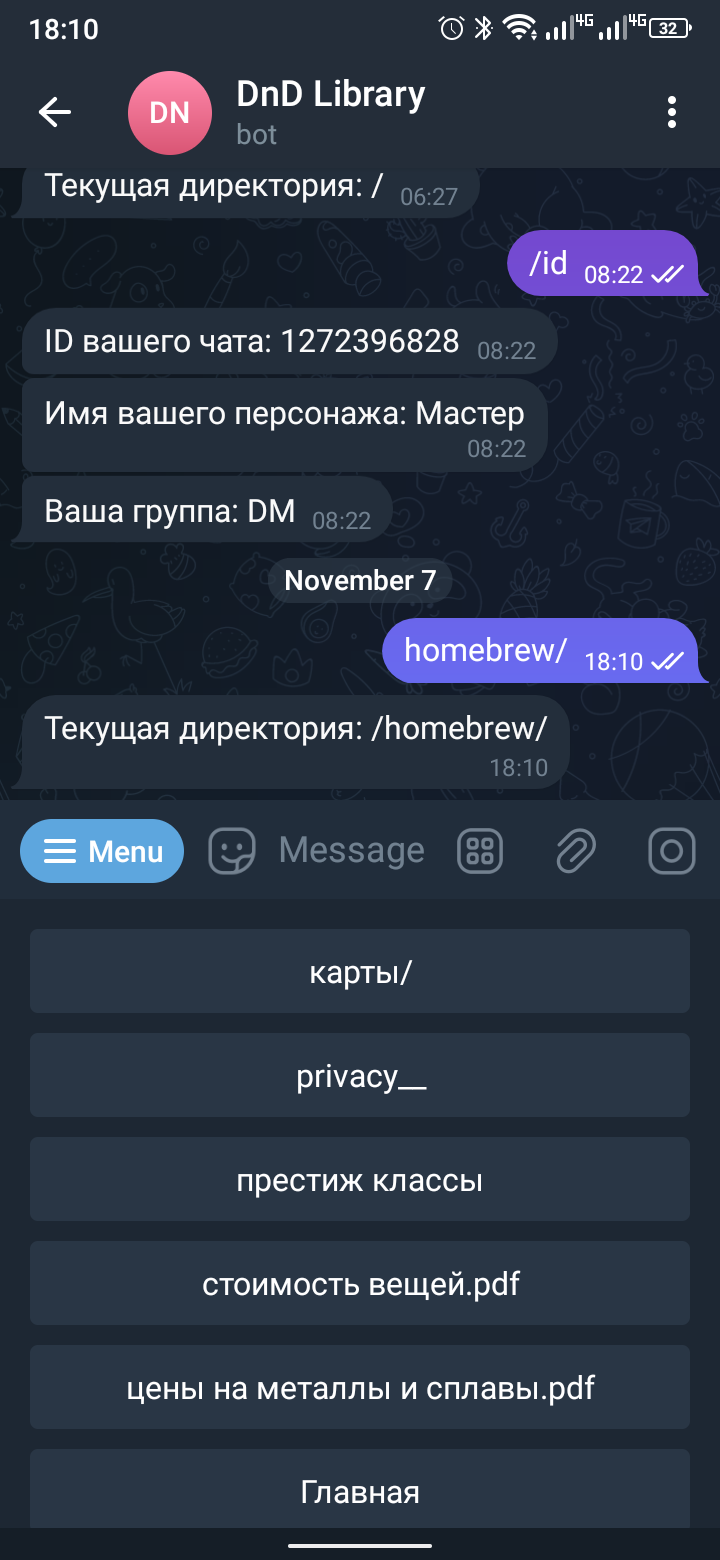 18:10
4G 4G 32
DN
DnD Library
bot
Текущая директория: / 06:27
/id 08:22
ID вашего чата: 1272396828 08:22
Имя вашего персонажа: Мастер
08:22
Ваша группа: DM 08:22
November 7
homebrew/ 18:10
Текущая директория: /homebrew/
18:10
Menu Message
карты/
privacy__
престиж классы
стоимость вещей.pdf
цены на металлы и сплавы.pdf
Главная